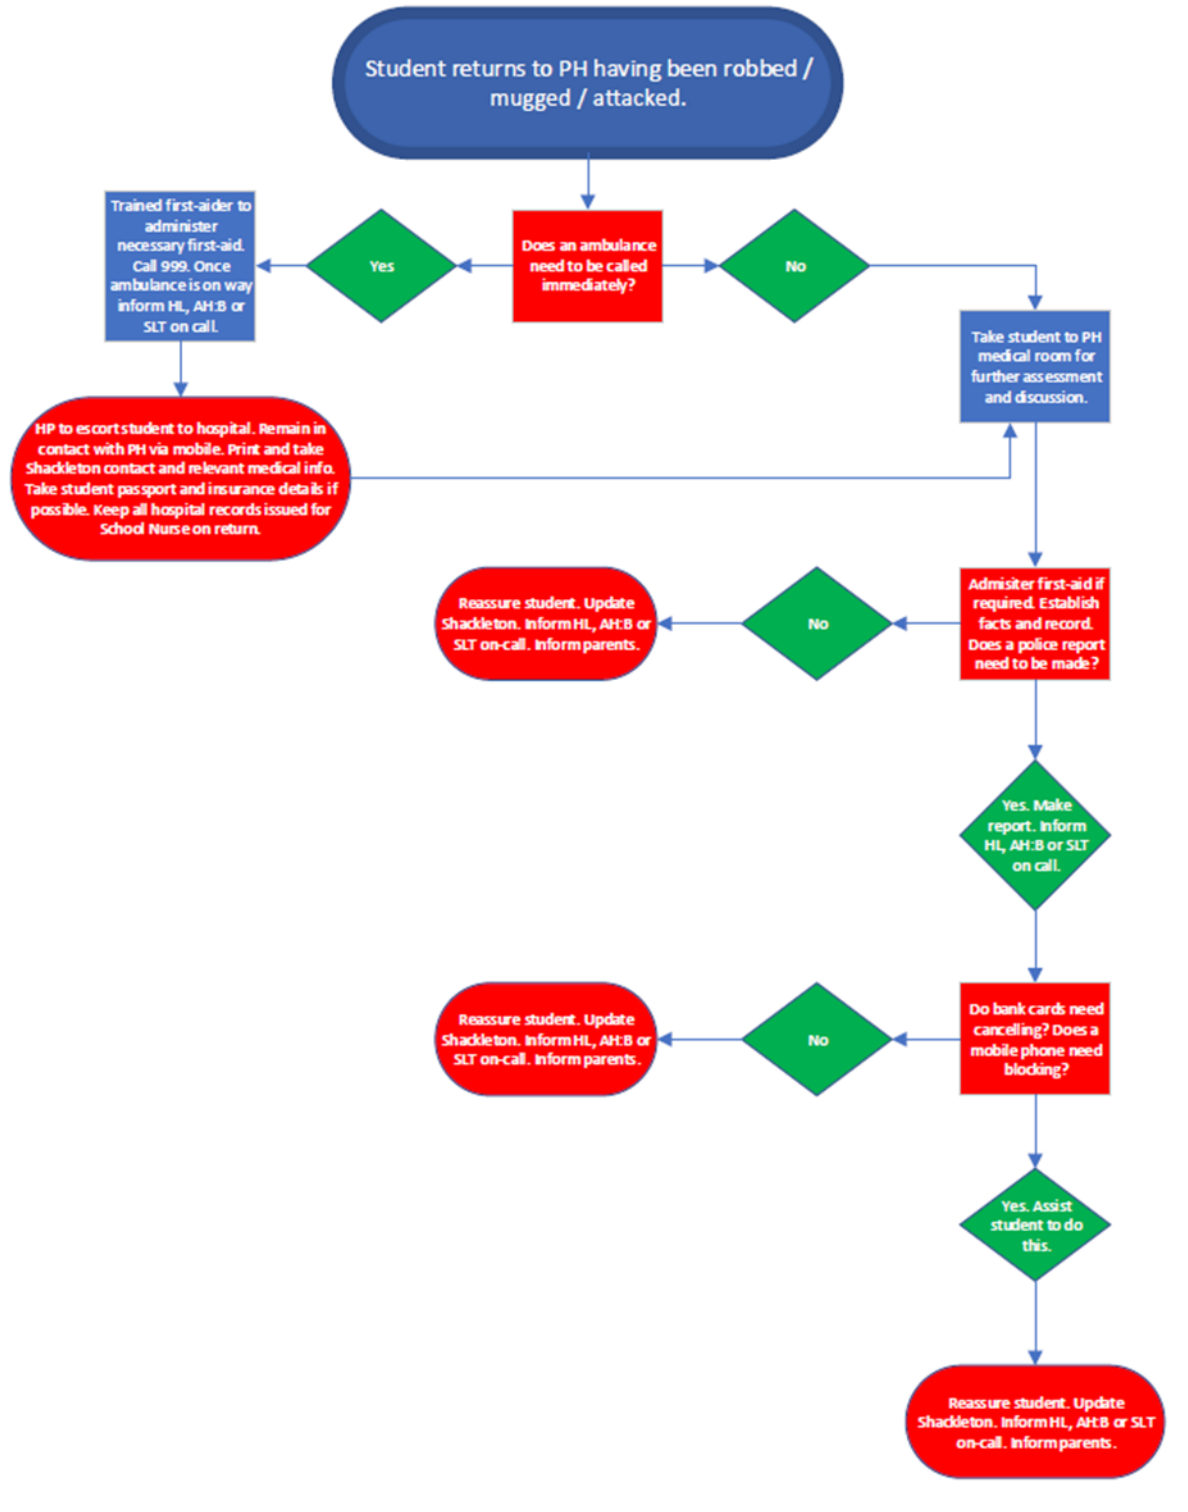 Student returns to PH having been robbed /
mugged / attacked.
Trained first-aider to
administer
necessary first-aid.
Call 999. Once
ambulance is on way
inform HL, AH:B or
SLT on call.
Yes
Does an ambulance
need to be called
immediately?
No
Take student to PH
medical room for
further assessment
and discussion.
HP to escort student to hospital. Remain in
contact with PH via mobile. Print and take
Shackleton contact and relevant medical info.
Take student passport and insurance details if
possible. Keep all hospital records issued for
School Nurse on return.
Reassure student. Update
Shackleton. Inform HL, AH:B or
SLT on-call. Inform parents.
No
Admisiter first-aid if
required. Establish
facts and record.
Does a police report
need to be made?
Yes. Make
report. Inform
HL, AH:B or SLT
on call.
Reassure student. Update
Shackleton. Inform HL, AH:B or
SLT on-call. Inform parents.
No
Do bank cards need
cancelling? Does a
mobile phone need
blocking?
Yes. Assist
student to do
this.
Reassure student. Update
Shackleton. Inform HL, AH:B or SLT
on-call. Inform parents.